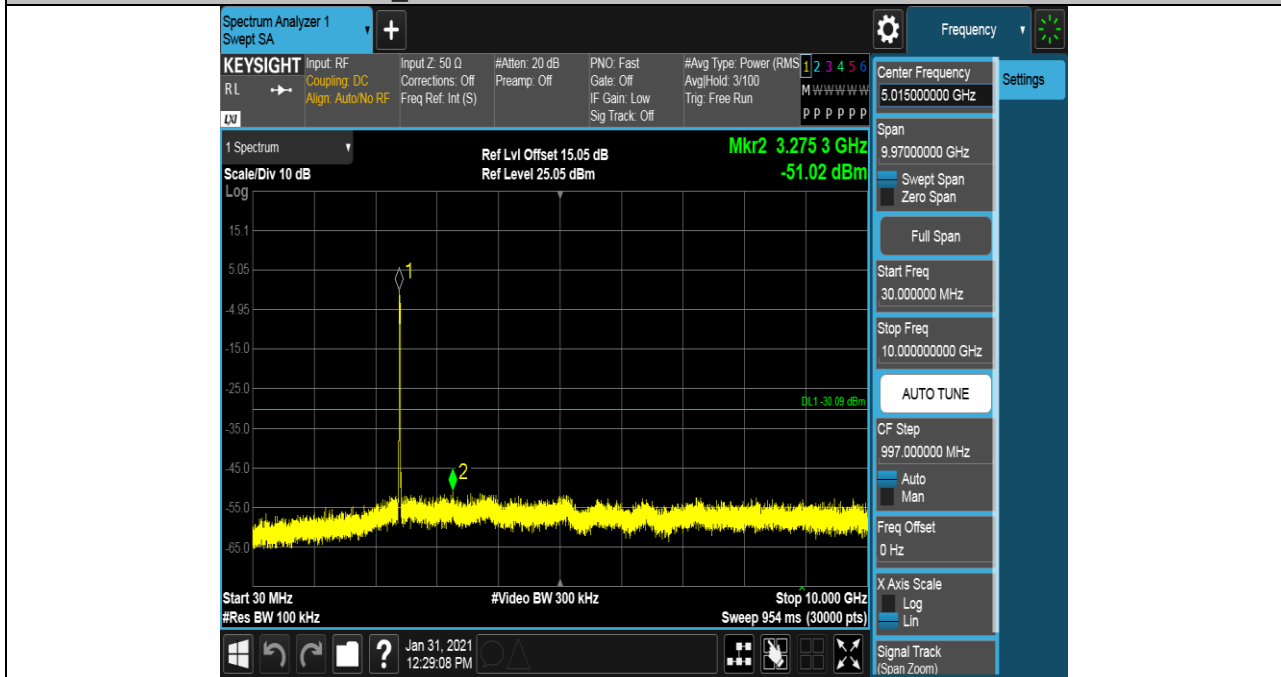 Spectrum Analyzer 1
Swept SA
+
Frequency
KEYSIGHT
RL
LXI
Input: RF
Coupling: DC
Align: Auto/No RF
Input Z: 50 Ω
Corrections: Off
Freq Ref: Int (S)
#Atten: 20 dB
Preamp: Off
PNO: Fast
Gate: Off
IF Gain: Low
Sig Track: Off
#Avg Type: Power (RMS
Avg|Hold: 3/100
Trig: Free Run
1 2 3 4 5 6
M W W W W W
P P P P P P
1 Spectrum
Scale/Div 10 dB
Log
Ref Lvl Offset 15.05 dB
Ref Level 25.05 dBm
Mkr2 3.275 3 GHz
-51.02 dBm
15.1
5.05
-4.95
-15.0
-25.0
-35.0
-45.0
-55.0
-65.0
1
2
DL1 -30.09 dBm
Start 30 MHz
#Res BW 100 kHz
#Video BW 300 kHz
Stop 10.000 GHz
Sweep 954 ms (30000 pts)
?
Jan 31, 2021
12:29:08 PM
Center Frequency
5.015000000 GHz
Settings
Span
9.97000000 GHz
Swept Span
Zero Span
Full Span
Start Freq
30.000000 MHz
Stop Freq
10.000000000 GHz
AUTO TUNE
CF Step
997.000000 MHz
Auto
Man
Freq Offset
0 Hz
X Axis Scale
Log
Lin
Signal Track
(Span Zoom)